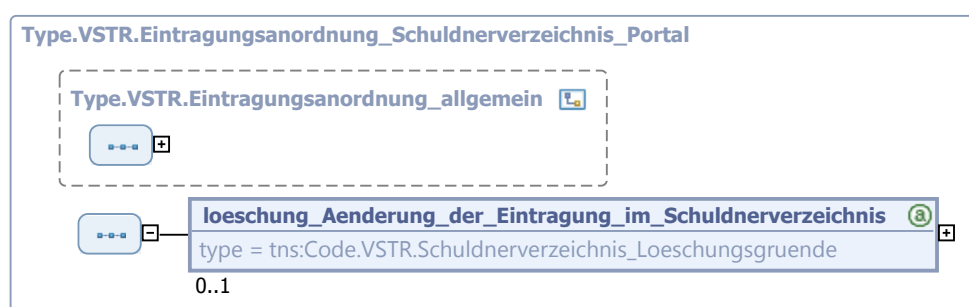 Type.VSTR.Eintragungsanordnung_Schuldnerverzeichnis_Portal
Type.VSTR.Eintragungsanordnung_allgemein
loeschung_Aenderung_der_Eintragung_im_Schuldnerverzeichnis
type = tns:Code.VSTR.Schuldnerverzeichnis_Loeschungsgruende
0..1